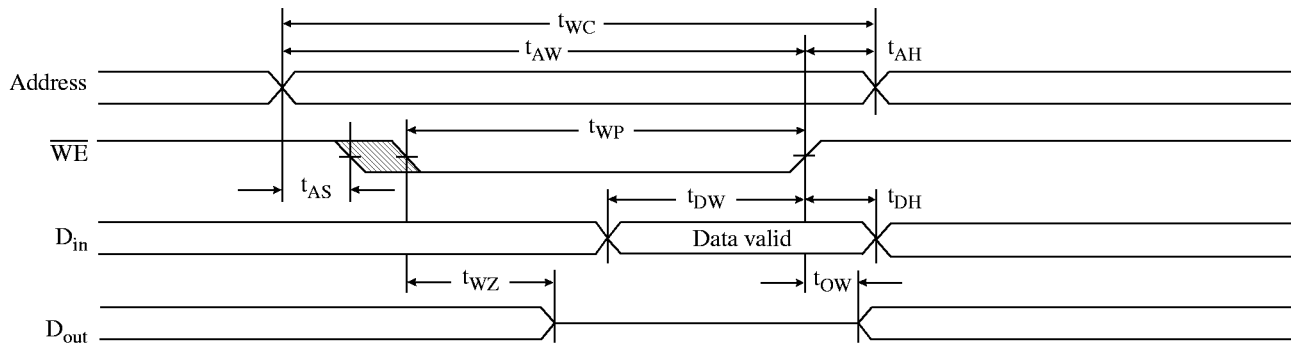 tWC
tAW
tAH
Address
tWP
WE
tAS
tDW
tDH
Din
Data valid
tWZ
tOW
Dout